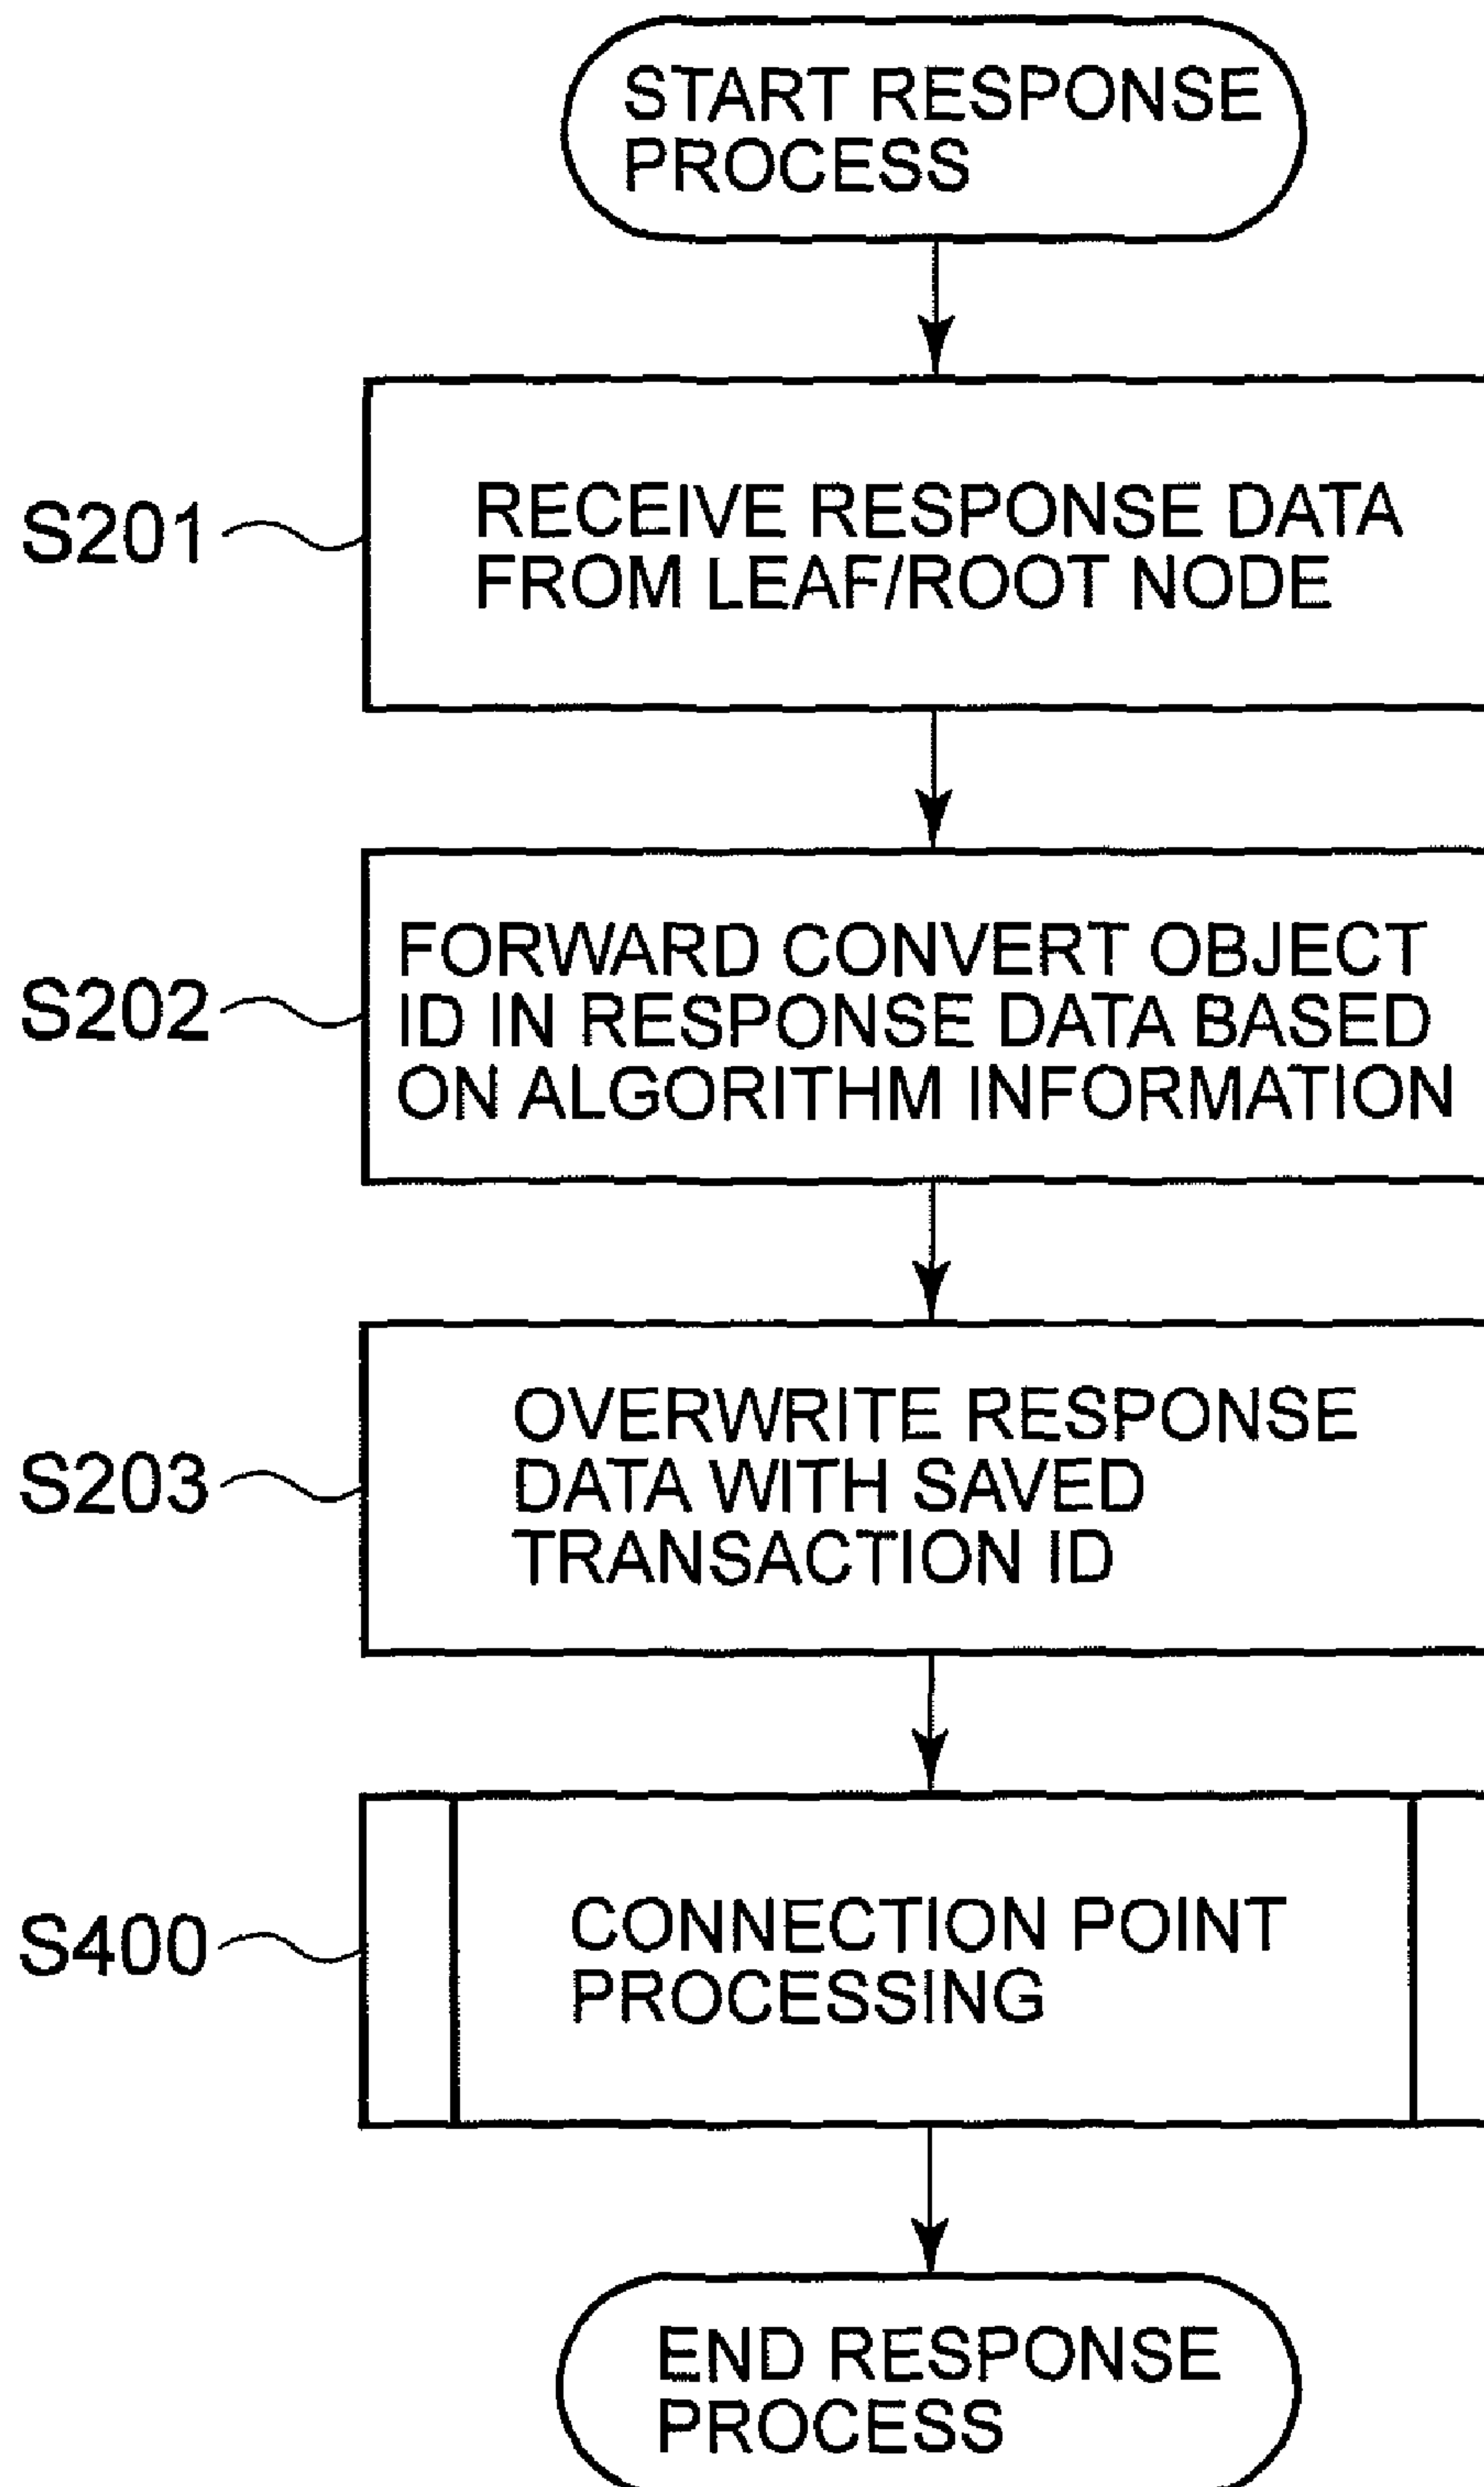 START RESPONSE
PROCESS
S201
RECEIVE RESPONSE DATA
FROM LEAF/ROOT NODE
S202
FORWARD CONVERT OBJECT
ID IN RESPONSE DATA BASED
ON ALGORITHM INFORMATION
S203
OVERWRITE RESPONSE
DATA WITH SAVED
TRANSACTION ID
S400
CONNECTION POINT
PROCESSING
END RESPONSE
PROCESS